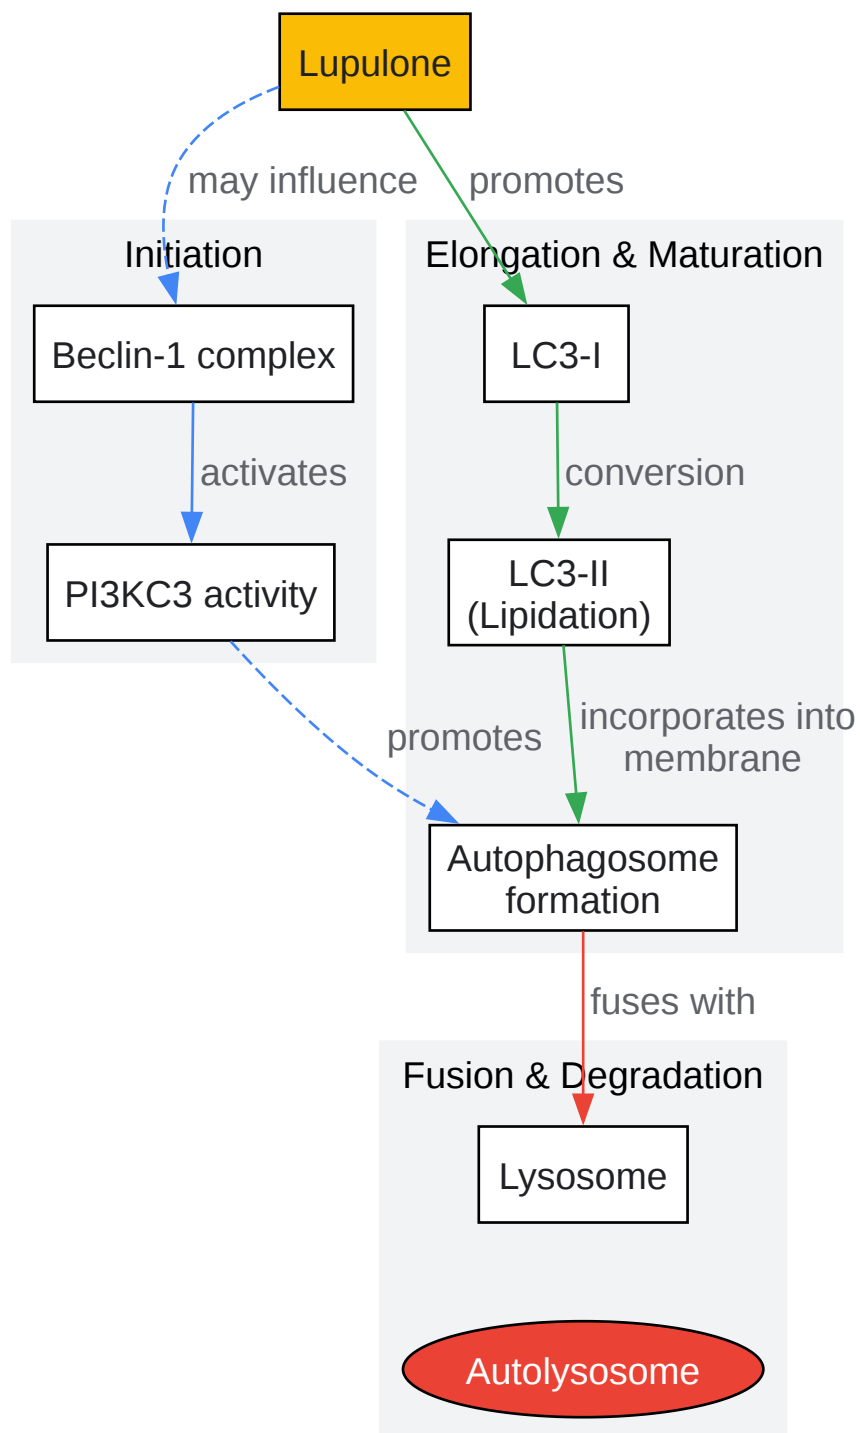 Lupulone
may influence
promotes
Initiation
Elongation & Maturation
Beclin-1 complex
LC3-I
activates
conversion
PI3KC3 activity
LC3-II
(Lipidation)
promotes
incorporates into
membrane
Autophagosome
formation
fuses with
Fusion & Degradation
Lysosome
Autolysosome